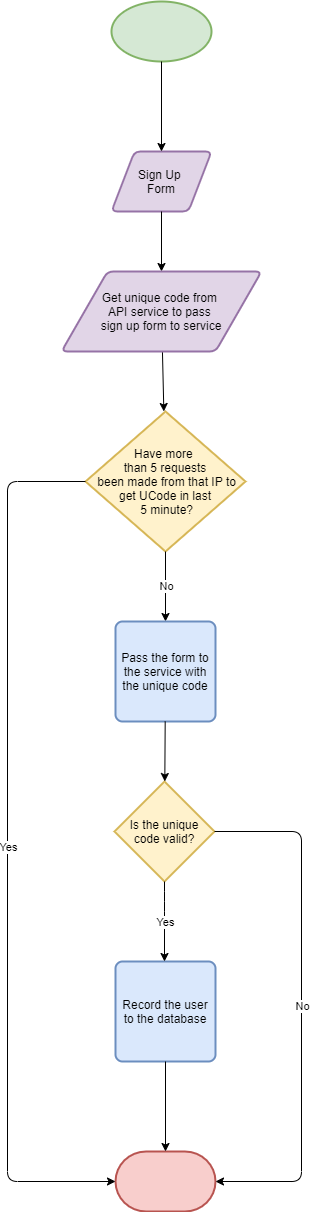 Sign Up
Form
Get unique code from
API service to pass
sign up form to service
Have more
than 5 requests
been made from that IP to
get UCode in last
5 minute?
No
Pass the form to
the service with
the unique code
Is the unique
code valid?
Yes
Yes
Record the user
to the database
No